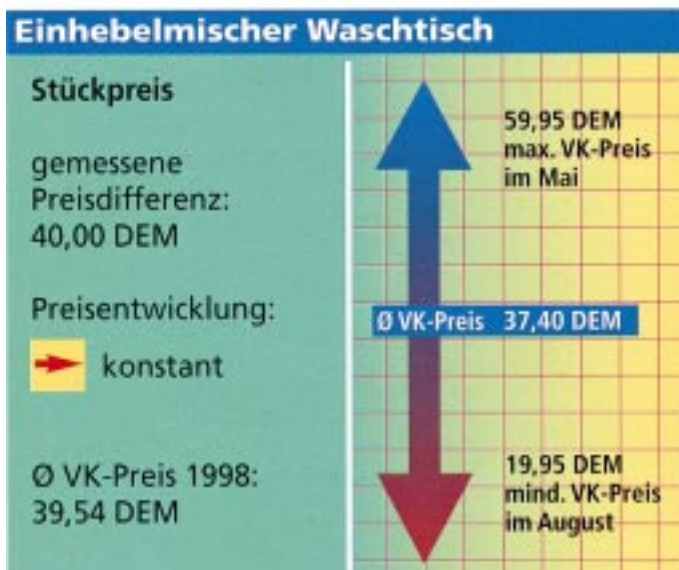 Einhebelmischer Waschtisch
Stückpreis
gemessene
Preisdifferenz:
40,00 DEM
Preisentwicklung:
konstant
Ø VK-Preis 1998:
39,54 DEM
59,95 DEM
max. VK-Preis
im Mai
Ø VK-Preis 37,40 DEM
19,95 DEM
mind. VK-Preis
im August